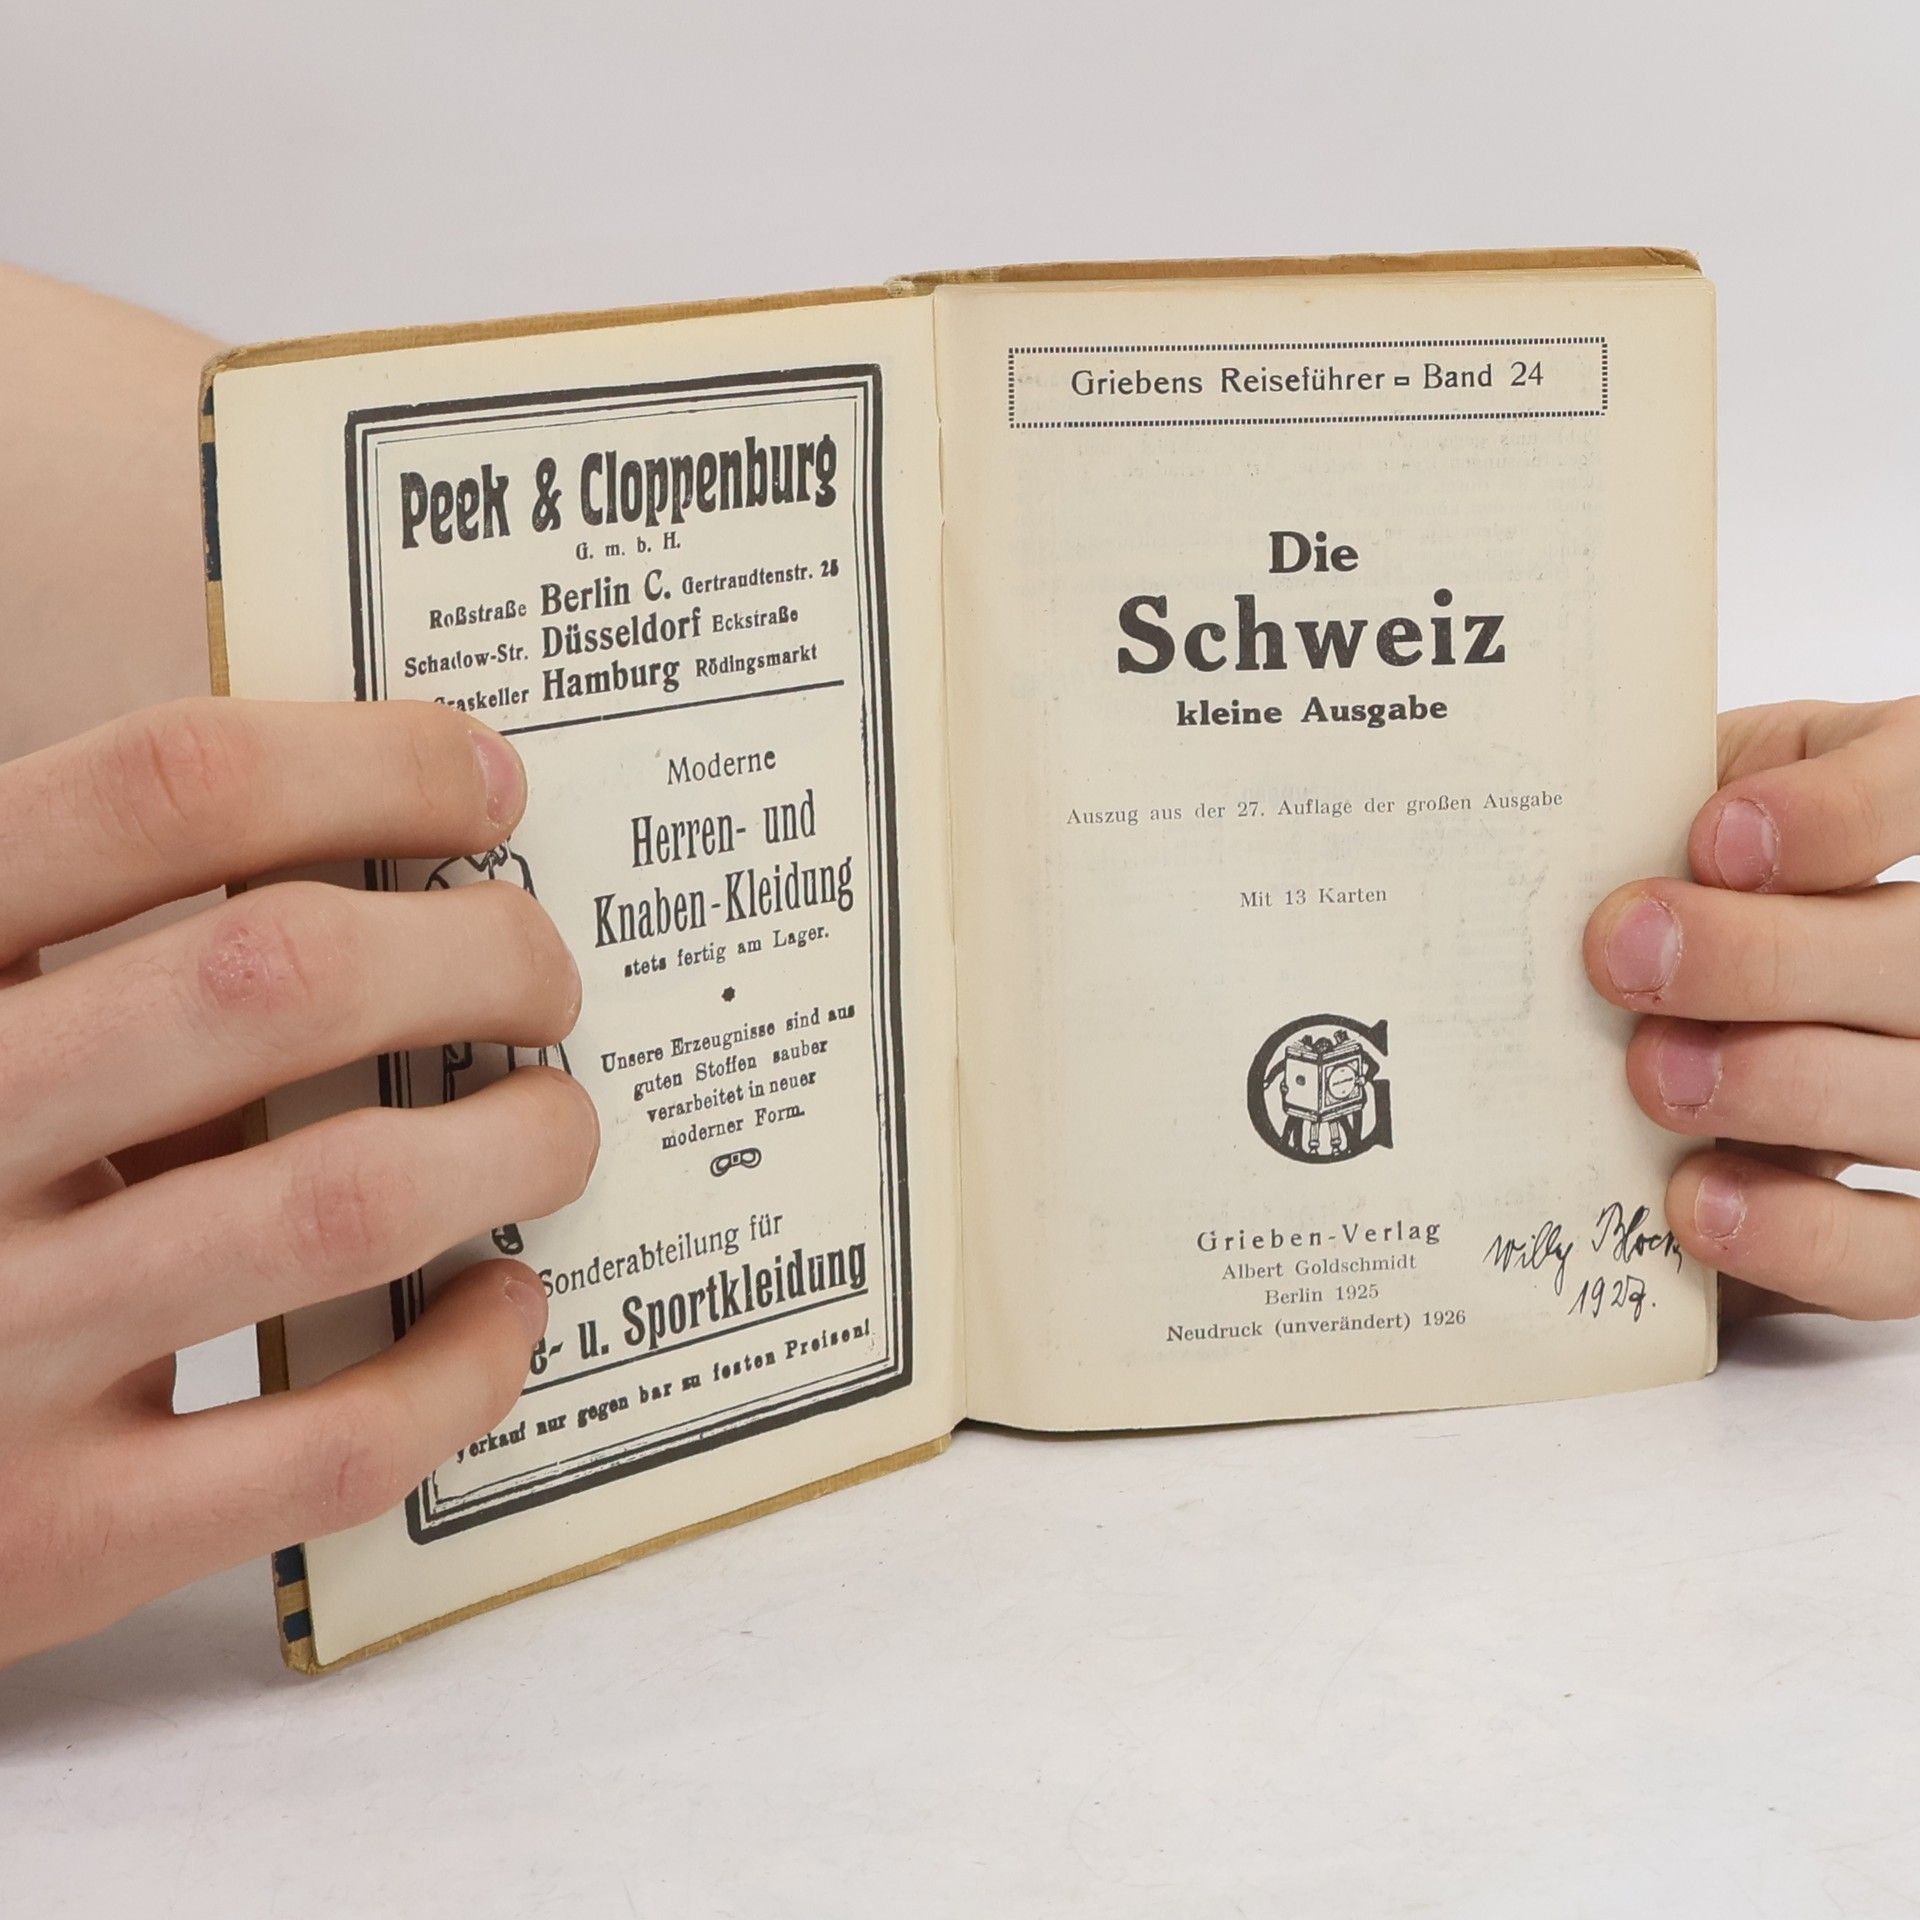 Peek & Cloppenburg
G. m. b. H.
Roßstraße Berlin C. Gertraudtenstr. 25
Schadow-Str. Düsseldorf Eckstraße
Hamburg Rödingsmarkt
Moderne
Herren- und
Knaben-Kleidung
stets fertig am Lager.
Unsere Erzeugnisse sind aus
guten Stoffen sauber
verarbeitet in neuer
moderner Form.
Sonderabteilung für
u. Sportkleidung
Verkauf nur gegen bar zu festen Preisen!
Griebens Reiseführer Band 24
Die
Schweiz
kleine Ausgabe
Auszug aus der 27. Auflage der großen Ausgabe
Mit 13 Karten
G
Grieben-Verlag
Albert Goldschmidt
Berlin 1925
Neudruck (unverändert) 1926
Willy